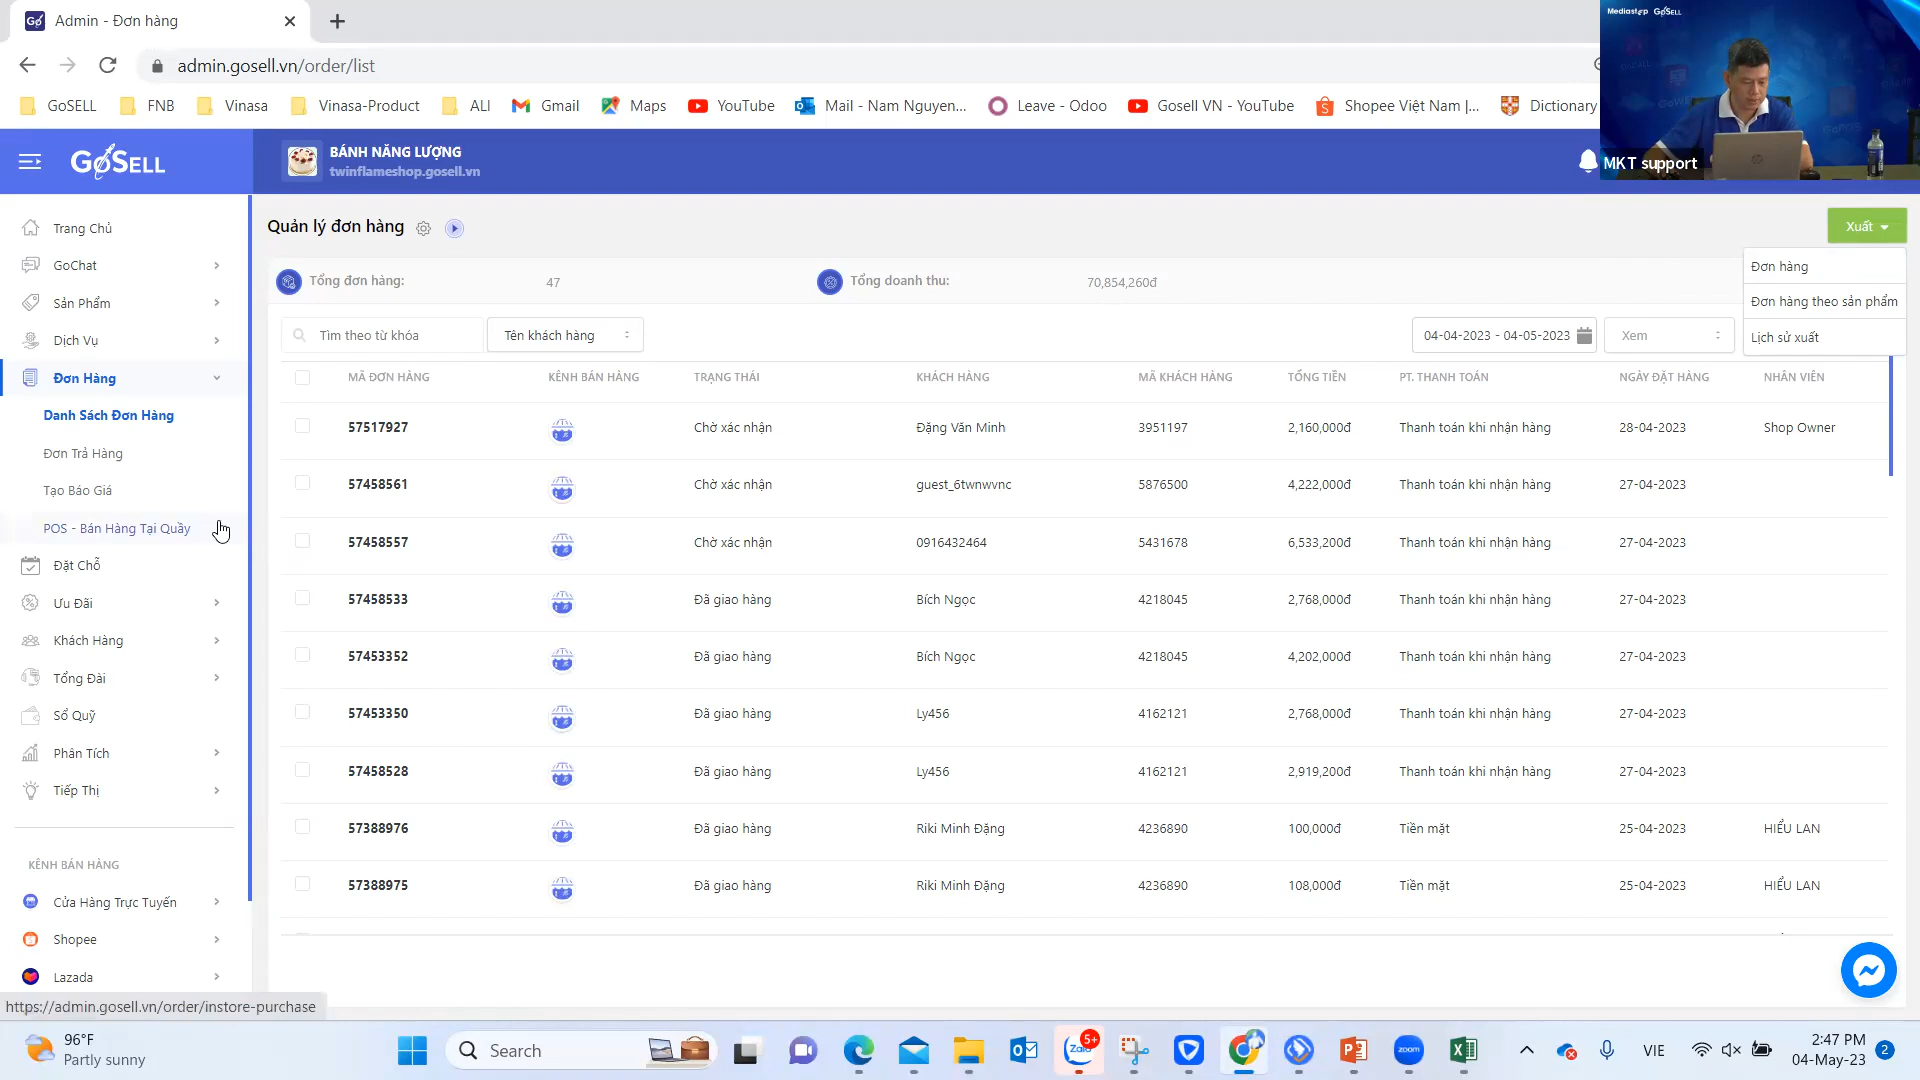 Admin - Đơn hàng
admin.gosell.vn/order/list
GoSELL FNB Vinasa Vinasa-Product ALI Gmail Maps YouTube Mail - Nam Nguyen... Leave - Odoo Gosell VN - YouTube Shopee Việt Nam |... Dictionary
Mediastep GoSELL
MKT support
GoSELL
BÁNH NĂNG LƯỢNG
twinflameshop.gosell.vn
Trang Chủ
GoChat
Sản Phẩm
Dịch Vụ
Đơn Hàng
Danh Sách Đơn Hàng
Đơn Trả Hàng
Tạo Báo Giá
POS - Bán Hàng Tại Quầy
Đặt Chỗ
Ưu Đãi
Khách Hàng
Tổng Đài
Sổ Quỹ
Phân Tích
Tiếp Thị
KÊNH BÁN HÀNG
Cửa Hàng Trực Tuyến
Shopee
Lazada
https://admin.gosell.vn/order/instore-purchase
Quản lý đơn hàng
Xuất
Đơn hàng
Đơn hàng theo sản phẩm
Lịch sử xuất
Tổng đơn hàng: 47 Tổng doanh thu: 70,854,260đ
Tìm theo từ khóa Tên khách hàng 04-04-2023 - 04-05-2023 Xem
MÃ ĐƠN HÀNG KÊNH BÁN HÀNG TRẠNG THÁI KHÁCH HÀNG MÃ KHÁCH HÀNG TỔNG TIỀN PT. THANH TOÁN NGÀY ĐẶT HÀNG NHÂN VIÊN
57517927 Chờ xác nhận Đặng Văn Minh 3951197 2,160,000đ Thanh toán khi nhận hàng 28-04-2023 Shop Owner
57458561 Chờ xác nhận guest_6twnwvnc 5876500 4,222,000đ Thanh toán khi nhận hàng 27-04-2023
57458557 Chờ xác nhận 0916432464 5431678 6,533,200đ Thanh toán khi nhận hàng 27-04-2023
57458533 Đã giao hàng Bích Ngọc 4218045 2,768,000đ Thanh toán khi nhận hàng 27-04-2023
57453352 Đã giao hàng Bích Ngọc 4218045 4,202,000đ Thanh toán khi nhận hàng 27-04-2023
57453350 Đã giao hàng Ly456 4162121 2,768,000đ Thanh toán khi nhận hàng 27-04-2023
57458528 Đã giao hàng Ly456 4162121 2,919,200đ Thanh toán khi nhận hàng 27-04-2023
57388976 Đã giao hàng Riki Minh Đặng 4236890 100,000đ Tiền mặt 25-04-2023 HIỂU LAN
57388975 Đã giao hàng Riki Minh Đặng 4236890 108,000đ Tiền mặt 25-04-2023 HIỂU LAN
96°F
Partly sunny
Search
Zalo 5+
zoom
VIE
2:47 PM
04-May-23
2